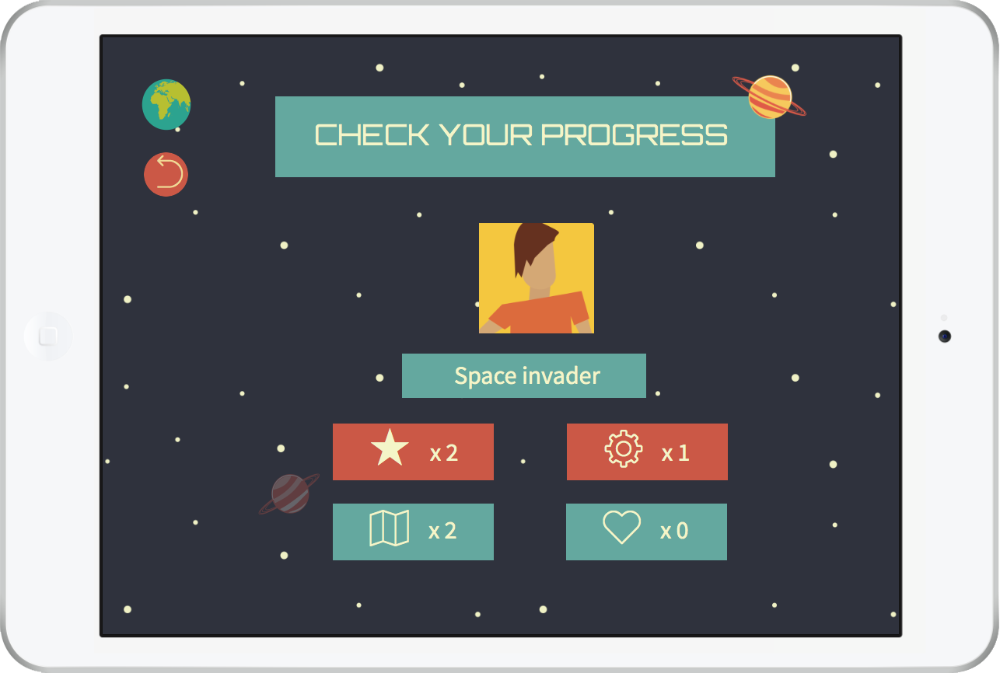 CHECK YOUR PROGRESS
Space invader
x 2
x 1
x 2
x 0